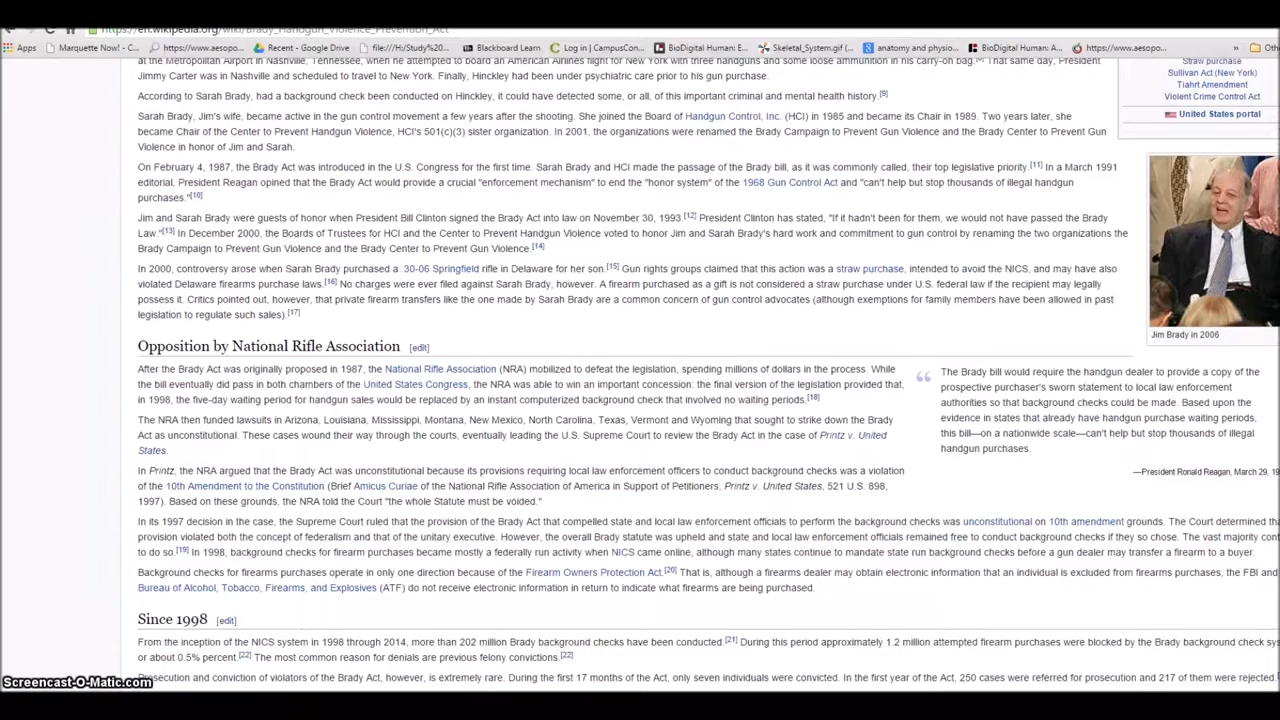 https://en.wikipedia.org/wiki/Brady_Handgun_Violence_Prevention_Act
Apps Marquette Now! - C... https://www.aesopo... Recent - Google Drive file:///H:/Study%20... Blackboard Learn Log in | CampusCon... BioDigital Human: E... Skeletal_System.gif (... anatomy and physio... BioDigital Human: A... https://www.aesopo... » Oth
at the Metropolitan Airport in Nashville, Tennessee, when he attempted to board an American Airlines flight for New York with three handguns and some loose ammunition in his carry-on bag. That same day, President
Jimmy Carter was in Nashville and scheduled to travel to New York. Finally, Hinckley had been under psychiatric care prior to his gun purchase.
According to Sarah Brady, had a background check been conducted on Hinckley, it could have detected some, or all, of this important criminal and mental health history.[9]
Sarah Brady, Jim's wife, became active in the gun control movement a few years after the shooting. She joined the Board of Handgun Control, Inc. (HCI) in 1985 and became its Chair in 1989. Two years later, she
became Chair of the Center to Prevent Handgun Violence, HCI's 501(c)(3) sister organization. In 2001, the organizations were renamed the Brady Campaign to Prevent Gun Violence and the Brady Center to Prevent Gun
Violence in honor of Jim and Sarah.
On February 4, 1987, the Brady Act was introduced in the U.S. Congress for the first time. Sarah Brady and HCI made the passage of the Brady bill, as it was commonly called, their top legislative priority.[11] In a March 1991
editorial, President Reagan opined that the Brady Act would provide a crucial "enforcement mechanism" to end the "honor system" of the 1968 Gun Control Act and "can't help but stop thousands of illegal handgun
purchases."[10]
Jim and Sarah Brady were guests of honor when President Bill Clinton signed the Brady Act into law on November 30, 1993.[12] President Clinton has stated, "If it hadn't been for them, we would not have passed the Brady
Law."[13] In December 2000, the Boards of Trustees for HCI and the Center to Prevent Handgun Violence voted to honor Jim and Sarah Brady's hard work and commitment to gun control by renaming the two organizations the
Brady Campaign to Prevent Gun Violence and the Brady Center to Prevent Gun Violence.[14]
In 2000, controversy arose when Sarah Brady purchased a .30-06 Springfield rifle in Delaware for her son.[15] Gun rights groups claimed that this action was a straw purchase, intended to avoid the NICS, and may have also
violated Delaware firearms purchase laws.[16] No charges were ever filed against Sarah Brady, however. A firearm purchased as a gift is not considered a straw purchase under U.S. federal law if the recipient may legally
possess it. Critics pointed out, however, that private firearm transfers like the one made by Sarah Brady are a common concern of gun control advocates (although exemptions for family members have been allowed in past
legislation to regulate such sales).[17]
Straw purchase
Sullivan Act (New York)
Tiahrt Amendment
Violent Crime Control Act
United States portal
Jim Brady in 2006
Opposition by National Rifle Association [edit]
After the Brady Act was originally proposed in 1987, the National Rifle Association (NRA) mobilized to defeat the legislation, spending millions of dollars in the process. While
the bill eventually did pass in both chambers of the United States Congress, the NRA was able to win an important concession: the final version of the legislation provided that,
in 1998, the five-day waiting period for handgun sales would be replaced by an instant computerized background check that involved no waiting periods.[18]
The NRA then funded lawsuits in Arizona, Louisiana, Mississippi, Montana, New Mexico, North Carolina, Texas, Vermont and Wyoming that sought to strike down the Brady
Act as unconstitutional. These cases wound their way through the courts, eventually leading the U.S. Supreme Court to review the Brady Act in the case of Printz v. United
States.
In Printz, the NRA argued that the Brady Act was unconstitutional because its provisions requiring local law enforcement officers to conduct background checks was a violation
of the 10th Amendment to the Constitution (Brief Amicus Curiae of the National Rifle Association of America in Support of Petitioners, Printz v. United States, 521 U.S. 898,
1997). Based on these grounds, the NRA told the Court "the whole Statute must be voided."
“ The Brady bill would require the handgun dealer to provide a copy of the
prospective purchaser's sworn statement to local law enforcement
authorities so that background checks could be made. Based upon the
evidence in states that already have handgun purchase waiting periods,
this bill—on a nationwide scale—can't help but stop thousands of illegal
handgun purchases.
—President Ronald Reagan, March 29, 19
In its 1997 decision in the case, the Supreme Court ruled that the provision of the Brady Act that compelled state and local law enforcement officials to perform the background checks was unconstitutional on 10th amendment grounds. The Court determined tha
provision violated both the concept of federalism and that of the unitary executive. However, the overall Brady statute was upheld and state and local law enforcement officials remained free to conduct background checks if they so chose. The vast majority cont
to do so.[19] In 1998, background checks for firearm purchases became mostly a federally run activity when NICS came online, although many states continue to mandate state run background checks before a gun dealer may transfer a firearm to a buyer.
Background checks for firearms purchases operate in only one direction because of the Firearm Owners Protection Act.[20] That is, although a firearms dealer may obtain electronic information that an individual is excluded from firearms purchases, the FBI and
Bureau of Alcohol, Tobacco, Firearms, and Explosives (ATF) do not receive electronic information in return to indicate what firearms are being purchased.
Since 1998 [edit]
From the inception of the NICS system in 1998 through 2014, more than 202 million Brady background checks have been conducted.[21] During this period approximately 1.2 million attempted firearm purchases were blocked by the Brady background check sys
or about 0.5% percent.[22] The most common reason for denials are previous felony convictions.[22]
Prosecution and conviction of violators of the Brady Act, however, is extremely rare. During the first 17 months of the Act, only seven individuals were convicted. In the first year of the Act, 250 cases were referred for prosecution and 217 of them were rejected.
Screencast-O-Matic.com